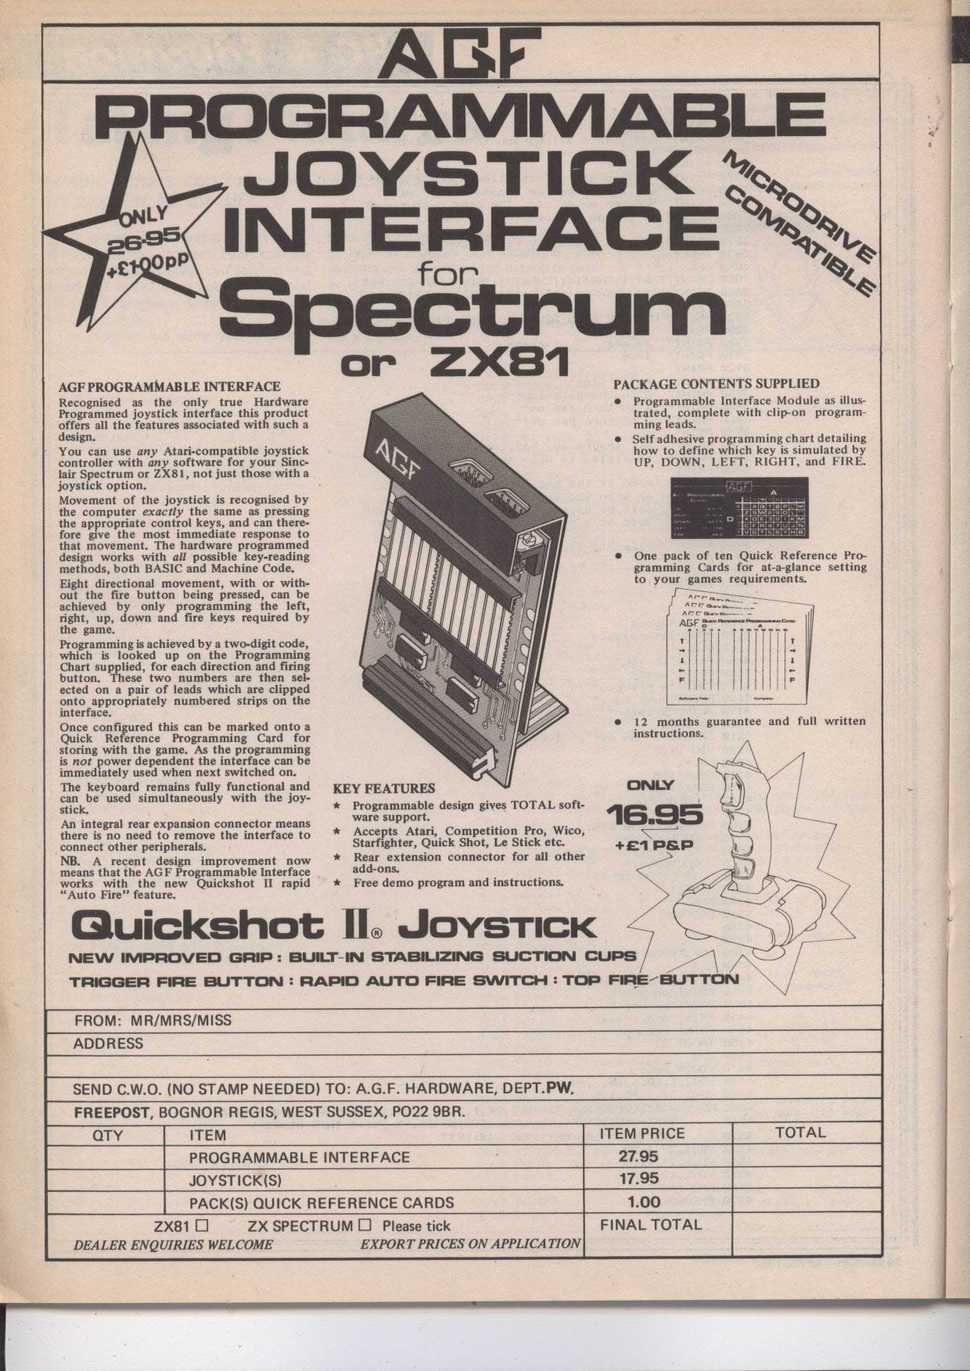 AGF
PROGRAMMABLE
JOYSTICK
INTERFACE
for
Spectrum
or ZX81
ONLY
26-95
+£1·00pp
MICRODRIVE
COMPATIBLE
AGF PROGRAMMABLE INTERFACE
Recognised as the only true Hardware
Programmed joystick interface this product
offers all the features associated with such a
design.
You can use any Atari-compatible joystick
controller with any software for your Sinc-
lair Spectrum or ZX81, not just those with a
joystick option.
Movement of the joystick is recognised by
the computer exactly the same as pressing
the appropriate control keys, and can there-
fore give the most immediate response to
that movement. The hardware programmed
design works with all possible key-reading
methods, both BASIC and Machine Code.
Eight directional movement, with or with-
out the fire button being pressed, can be
achieved by only programming the left,
right, up, down and fire keys required by
the game.
Programming is achieved by a two-digit code,
which is looked up on the Programming
Chart supplied, for each direction and firing
button. These two numbers are then sel-
ected on a pair of leads which are clipped
onto appropriately numbered strips on the
interface.
Once configured this can be marked onto a
Quick Reference Programming Card for
storing with the game. As the programming
is not power dependent the interface can be
immediately used when next switched on.
The keyboard remains fully functional and
can be used simultaneously with the joy-
stick.
An integral rear expansion connector means
there is no need to remove the interface to
connect other peripherals.
NB. A recent design improvement now
means that the AGF Programmable Interface
works with the new Quickshot II rapid
"Auto Fire" feature.
AGF
KEY FEATURES
★ Programmable design gives TOTAL soft-
ware support.
★ Accepts Atari, Competition Pro, Wico,
Starfighter, Quick Shot, Le Stick etc.
★ Rear extension connector for all other
add-ons.
★ Free demo program and instructions.
PACKAGE CONTENTS SUPPLIED
● Programmable Interface Module as illus-
trated, complete with clip-on program-
ming leads.
● Self adhesive programming chart detailing
how to define which key is simulated by
UP, DOWN, LEFT, RIGHT, and FIRE.
AGF
● One pack of ten Quick Reference Pro-
gramming Cards for at-a-glance setting
to your games requirements.
AGF Quick Reference Programming Card
● 12 months guarantee and full written
instructions.
ONLY
16.95
+£1 P&P
Quickshot II® JOYSTICK
NEW IMPROVED GRIP : BUILT-IN STABILIZING SUCTION CUPS
TRIGGER FIRE BUTTON : RAPID AUTO FIRE SWITCH : TOP FIRE BUTTON
FROM: MR/MRS/MISS
ADDRESS
SEND C.W.O. (NO STAMP NEEDED) TO: A.G.F. HARDWARE, DEPT.PW.
FREEPOST, BOGNOR REGIS, WEST SUSSEX, PO22 9BR.
QTY ITEM ITEM PRICE TOTAL
PROGRAMMABLE INTERFACE 27.95
JOYSTICK(S) 17.95
PACK(S) QUICK REFERENCE CARDS 1.00
ZX81 □ ZX SPECTRUM □ Please tick FINAL TOTAL
DEALER ENQUIRIES WELCOME EXPORT PRICES ON APPLICATION